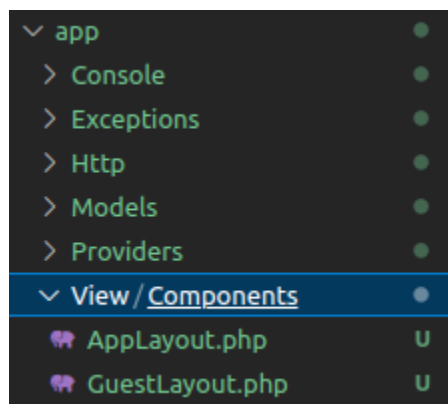 app
Console
Exceptions
Http
Models
Providers
View / Components
AppLayout.php U
GuestLayout.php U